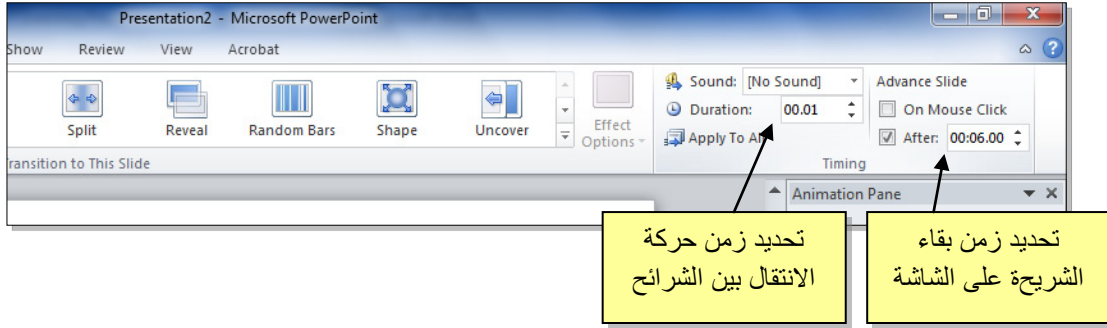 Presentation2 - Microsoft PowerPoint
Show Review View Acrobat
Split Reveal Random Bars Shape Uncover
Effect Options
Sound: [No Sound]
Duration: 00.01
Apply To All
Advance Slide
On Mouse Click
After: 00:06.00
Transition to This Slide
Timing
Animation Pane
تحديد زمن حركة
الانتقال بين الشرائح
تحديد زمن بقاء
الشريحة على الشاشة